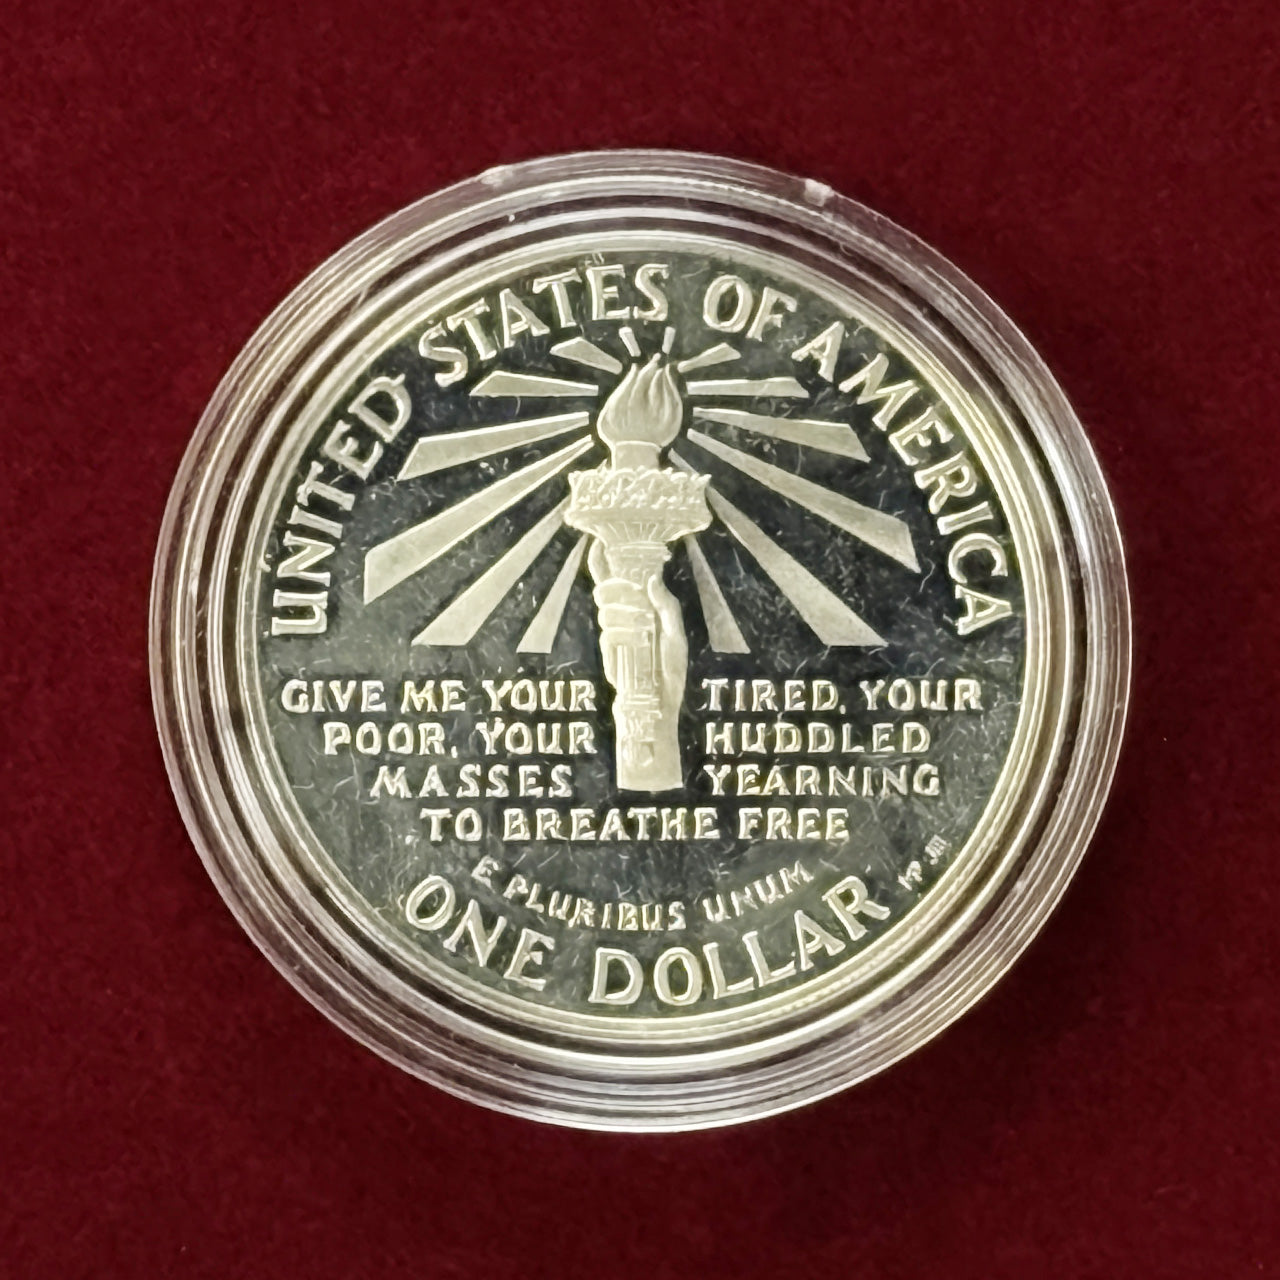 UNITED STATES OF AMERICA
GIVE ME YOUR TIRED, YOUR
POOR, YOUR HUDDLED
MASSES YEARNING
TO BREATHE FREE
E PLURIBUS UNUM
ONE DOLLAR